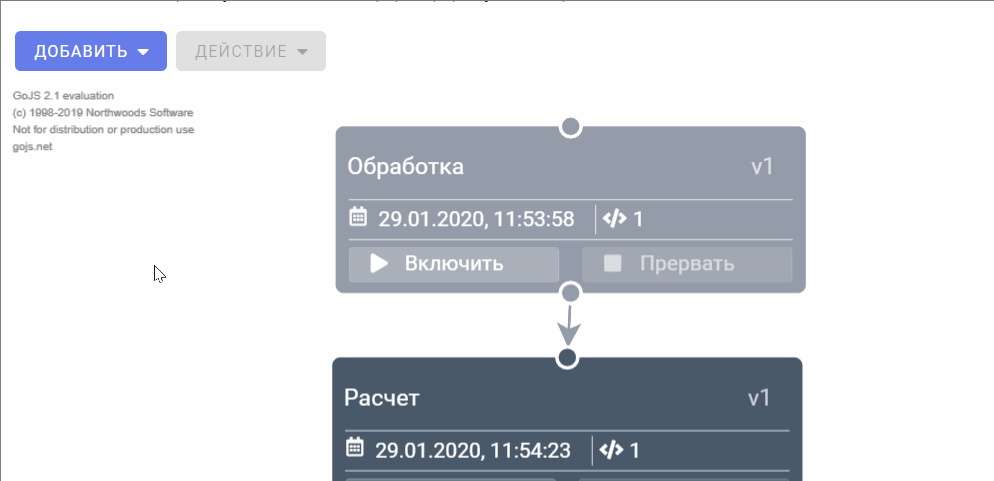 ДОБАВИТЬ ДЕЙСТВИЕ
GoJS 2.1 evaluation
(c) 1998-2019 Northwoods Software
Not for distribution or production use
gojs.net
Обработка v1
29.01.2020, 11:53:58 1
Включить Прервать
Расчет v1
29.01.2020, 11:54:23 1